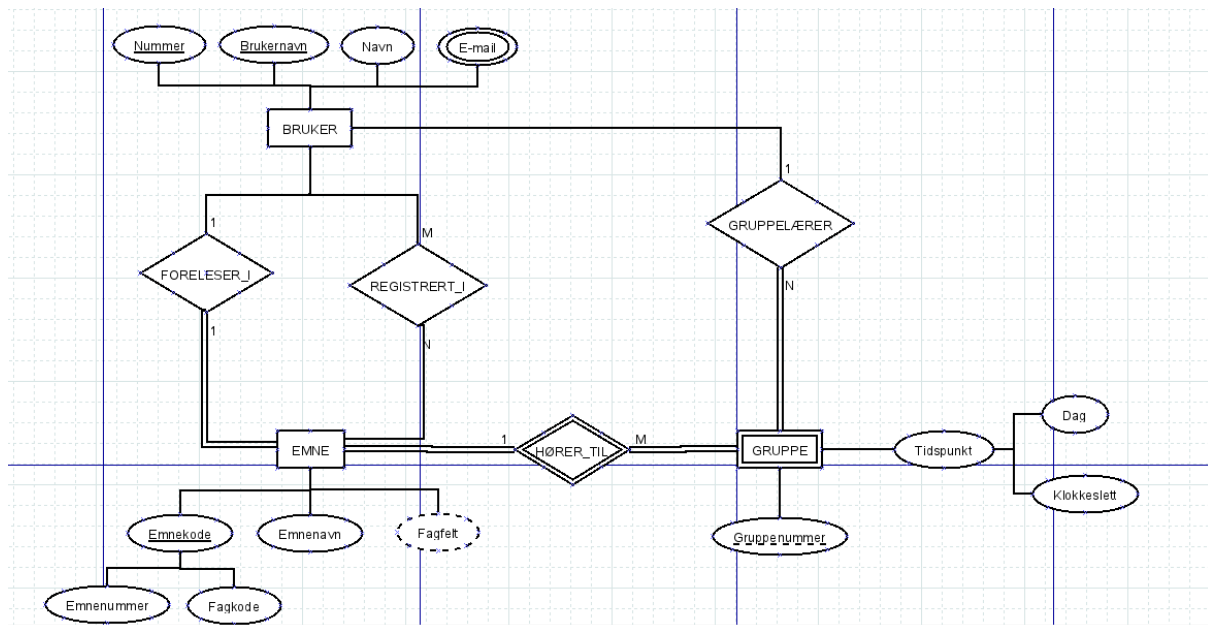 Nummer
Brukernavn
Navn
E-mail
BRUKER
1
M
1
FORELESER_I
REGISTRERT_I
GRUPPELÆRER
1
N
N
EMNE
1
HØRER_TIL
M
GRUPPE
Tidspunkt
Dag
Klokkeslett
Emnekode
Emnenavn
Fagfelt
Gruppenummer
Emnenummer
Fagkode